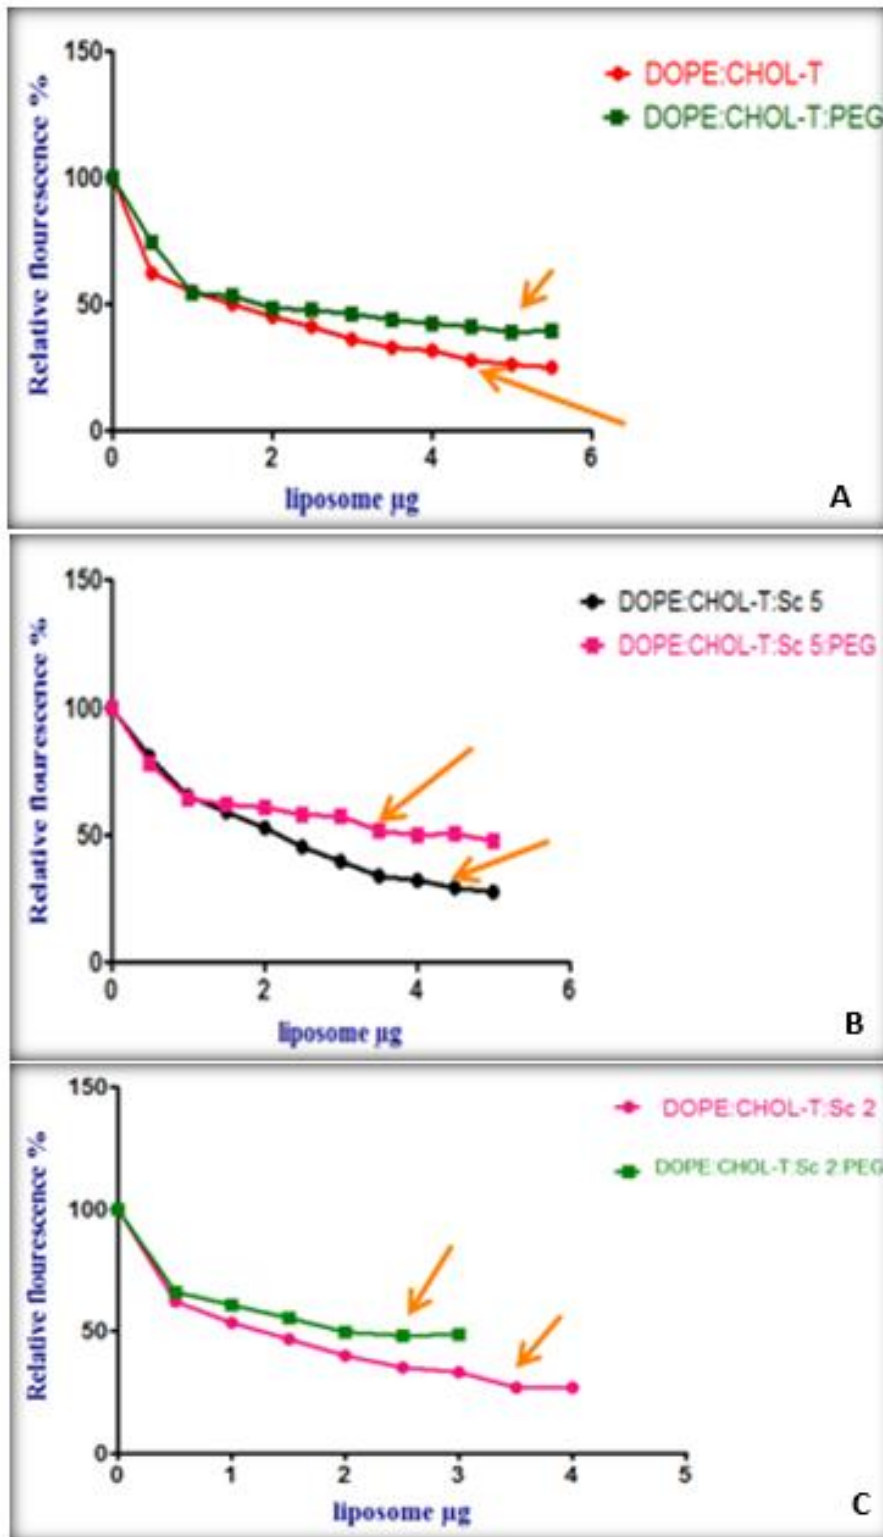 150
DOPE:CHOL-T
DOPE:CHOL-T:PEG
100
50
0
Relative flourescence %
0 2 4 6
liposome µg
A
150
DOPE:CHOL-T:Sc 5
DOPE:CHOL-T:Sc 5:PEG
100
50
0
Relative flourescence %
0 2 4 6
liposome µg
B
150
DOPE:CHOL-T:Sc 2
DOPE:CHOL-T:Sc 2:PEG
100
50
0
Relative flourescence %
0 1 2 3 4 5
liposome µg
C